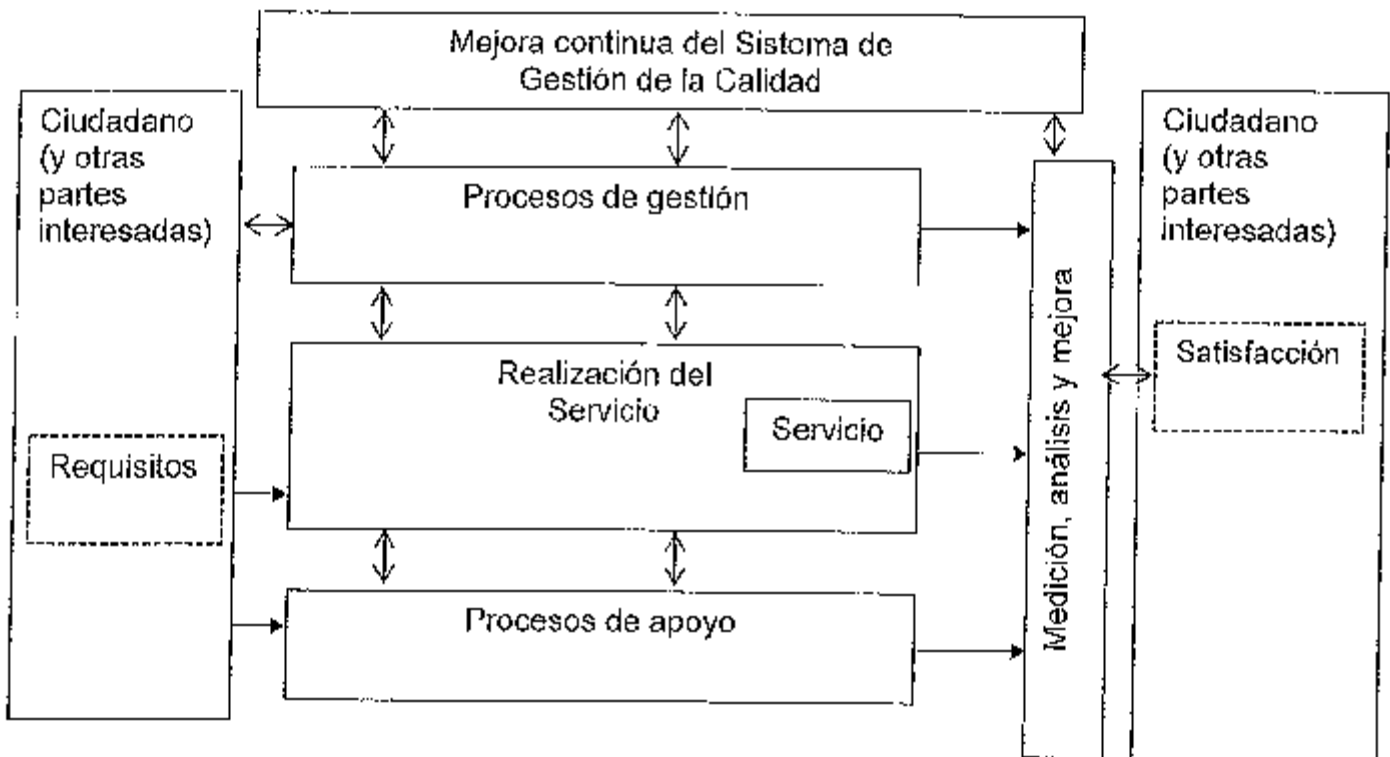 Mejora continua del Sistema de
Gestión de la Calidad
Ciudadano
(y otras
partes
interesadas)
Requisitos
Procesos de gestión
Realización del
Servicio
Servicio
Procesos de apoyo
Medición, análisis y mejora
Ciudadano
(y otras
partes
interesadas)
Satisfacción